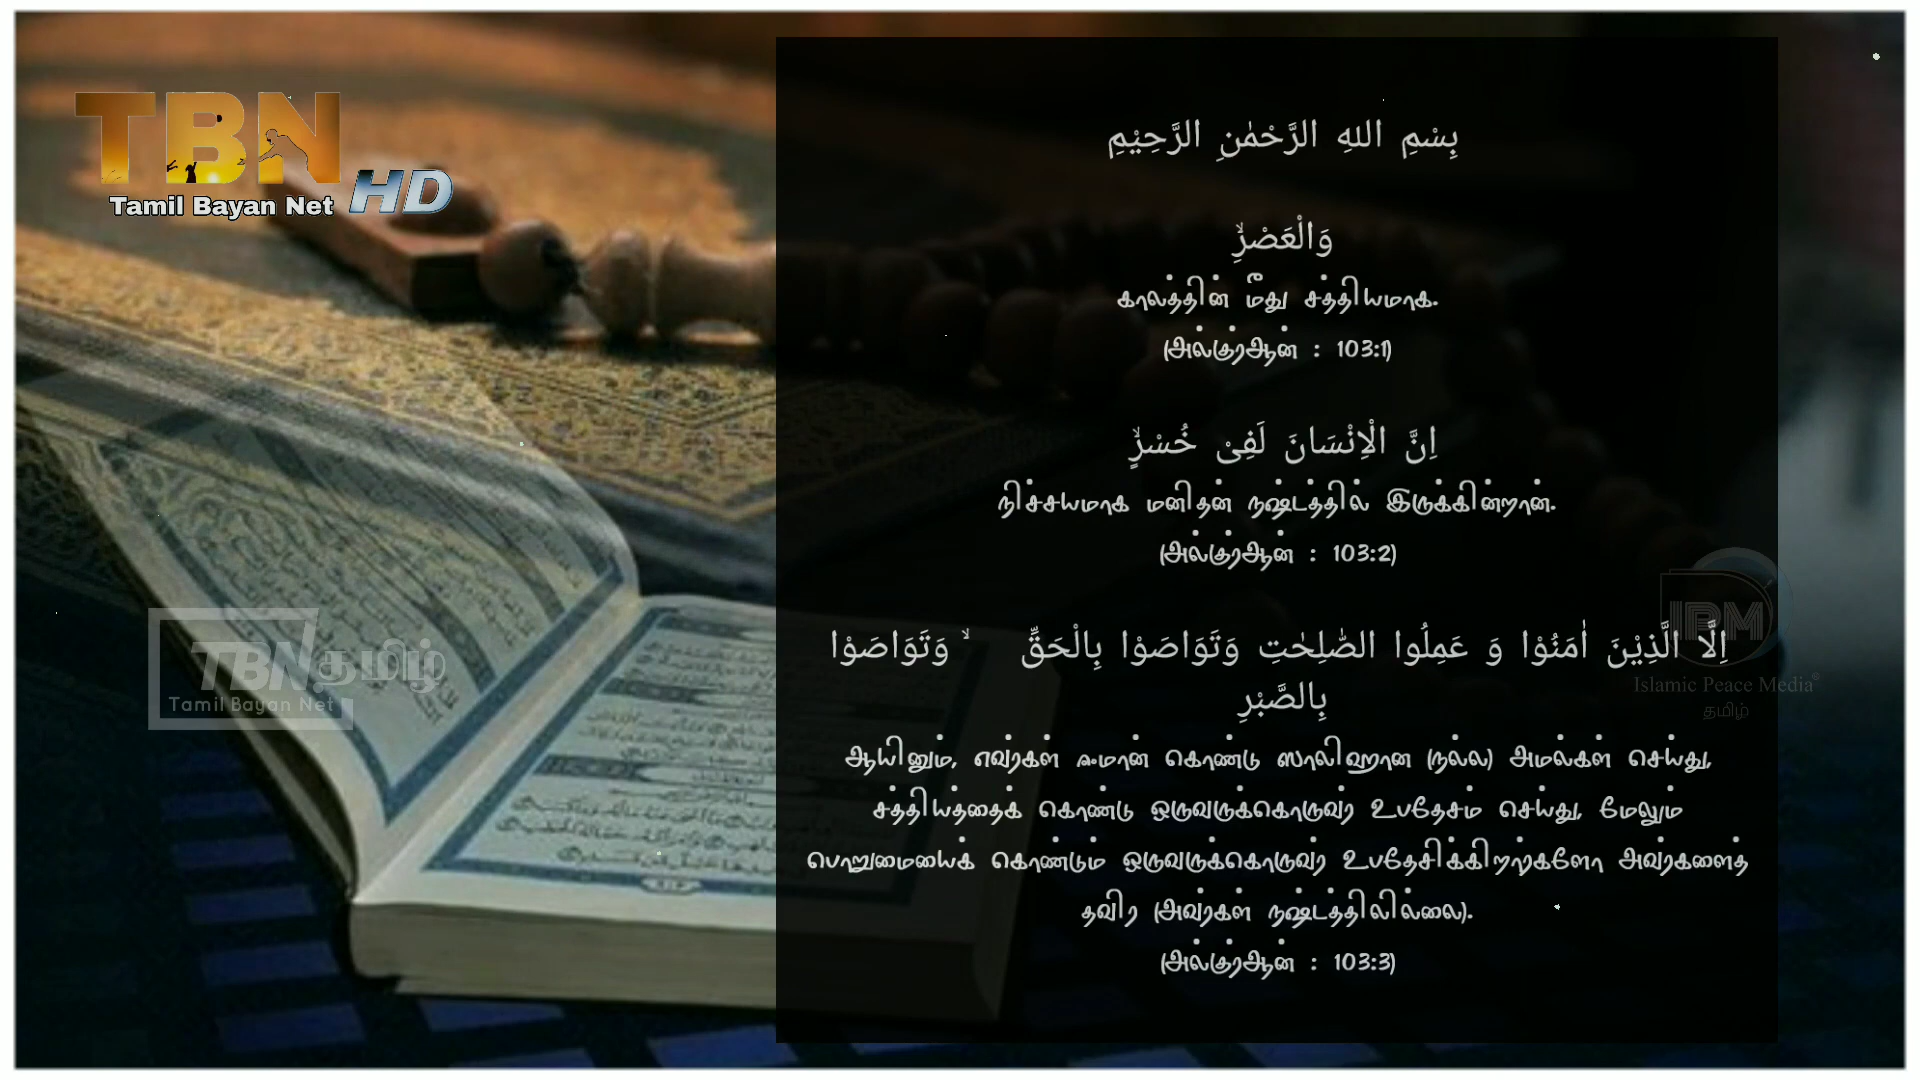 TBN HD
Tamil Bayan Net
بِسْمِ اللهِ الرَّحْمٰنِ الرَّحِيْمِ
وَالْعَصْرِۙ
காலத்தின் மீது சத்தியமாக.
(அல்குர்ஆன் : 103:1)
اِنَّ الْاِنْسَانَ لَفِىْ خُسْرٍۙ
நிச்சயமாக மனிதன் நஷ்டத்தில் இருக்கின்றான்.
(அல்குர்ஆன் : 103:2)
اِلَّا الَّذِيْنَ اٰمَنُوْا وَ عَمِلُوا الصّٰلِحٰتِ وَتَوَاصَوْا بِالْحَقِّ ۙ وَتَوَاصَوْا
بِالصَّبْرِ
ஆயினும், எவர்கள் ஈமான் கொண்டு ஸாலிஹான (நல்ல) அமல்கள் செய்து,
சத்தியத்தைக் கொண்டு ஒருவருக்கொருவர் உபதேசம் செய்து, மேலும்
பொறுமையைக் கொண்டும் ஒருவருக்கொருவர் உபதேசிக்கிறார்களோ அவர்களைத்
தவிர (அவர்கள் நஷ்டத்திலில்லை).
(அல்குர்ஆன் : 103:3)
TBN தமிழ்
Tamil Bayan Net
IPM
Islamic Peace Media©
தமிழ்